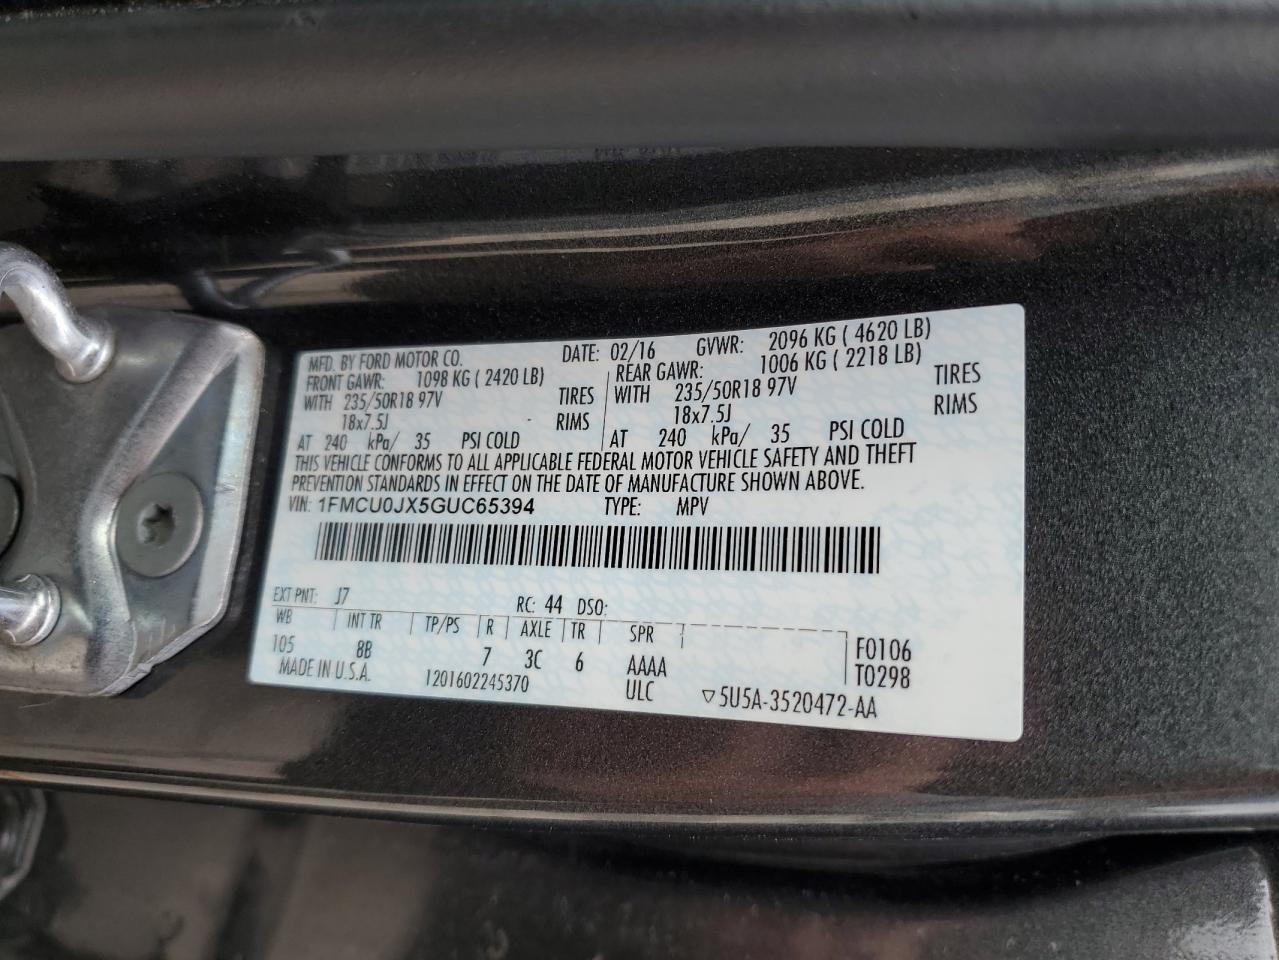 MFD. BY FORD MOTOR CO. DATE: 02/16 GVWR: 2096 KG ( 4620 LB)
FRONT GAWR: 1098 KG ( 2420 LB) REAR GAWR: 1006 KG ( 2218 LB)
WITH 235/50R18 97V TIRES WITH 235/50R18 97V TIRES
18x7.5J RIMS 18x7.5J RIMS
AT 240 kPa/ 35 PSI COLD AT 240 kPa/ 35 PSI COLD
THIS VEHICLE CONFORMS TO ALL APPLICABLE FEDERAL MOTOR VEHICLE SAFETY AND THEFT
PREVENTION STANDARDS IN EFFECT ON THE DATE OF MANUFACTURE SHOWN ABOVE.
VIN: 1FMCU0JX5GUC65394 TYPE: MPV
EXT PNT: J7 RC: 44 DSO:
WB INT TR TP/PS R AXLE TR SPR F0106
105 8B 7 3C 6 AAAA T0298
MADE IN U.S.A. 1201602245370 ULC ▽5U5A-3520472-AA